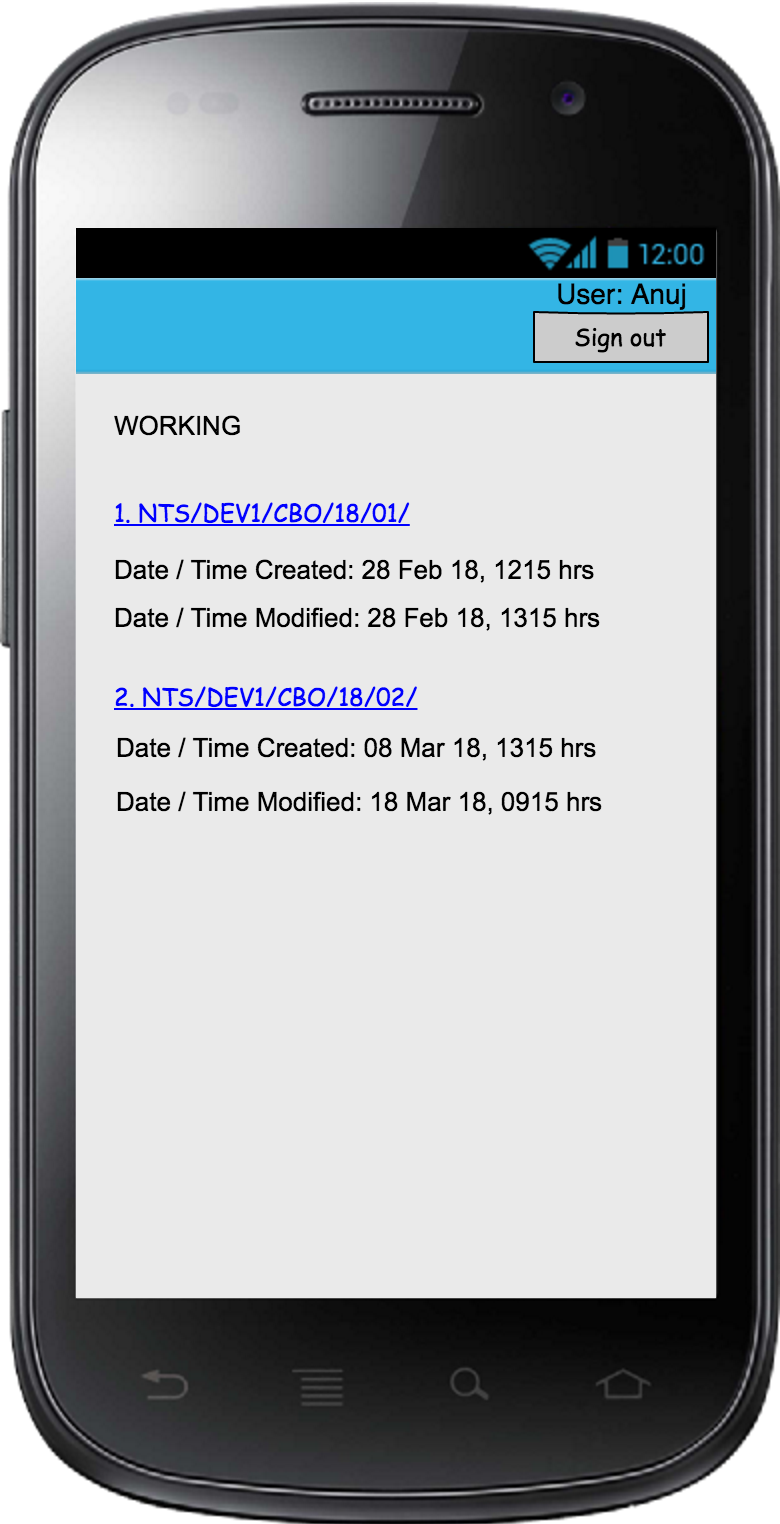 12:00
User: Anuj
Sign out
WORKING
1. NTS/DEV1/CBO/18/01/
Date / Time Created: 28 Feb 18, 1215 hrs
Date / Time Modified: 28 Feb 18, 1315 hrs
2. NTS/DEV1/CBO/18/02/
Date / Time Created: 08 Mar 18, 1315 hrs
Date / Time Modified: 18 Mar 18, 0915 hrs